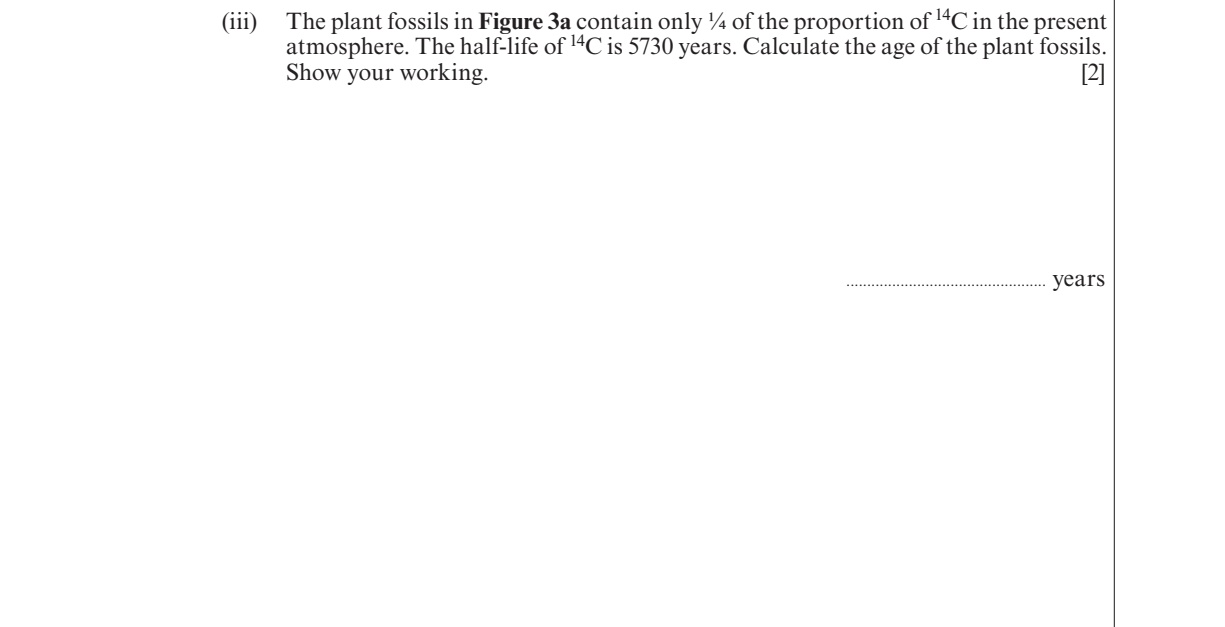 (iii) The plant fossils in Figure 3a contain only ¼ of the proportion of ¹⁴C in the present
atmosphere. The half-life of ¹⁴C is 5730 years. Calculate the age of the plant fossils.
Show your working. [2]
.............................................. years